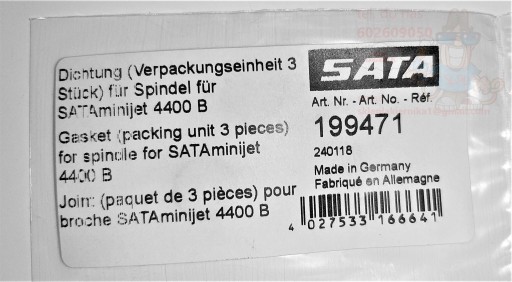 Dichtung (Verpackungseinheit 3
Stück) für Spindel für
SATAminijet 4400 B
Gasket (packing unit 3 pieces)
for spindle for SATAminijet
4400 B
Joint (paquet de 3 pièces) pour
broche SATAminijet 4400 B
SATA
Art. Nr. - Art. No. - Réf.
199471
240118
Made in Germany
Fabriqué en Allemagne
4 027533 166641
602609050